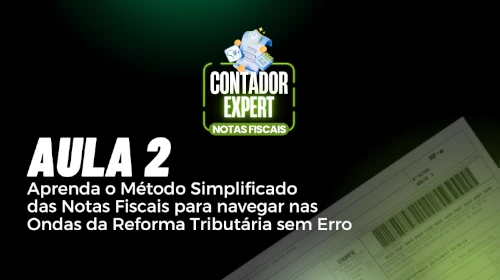 CONTADOR
EXPERT
NOTAS FISCAIS
AULA 2
Aprenda o Método Simplificado
das Notas Fiscais para navegar nas
Ondas da Reforma Tributária sem Erro